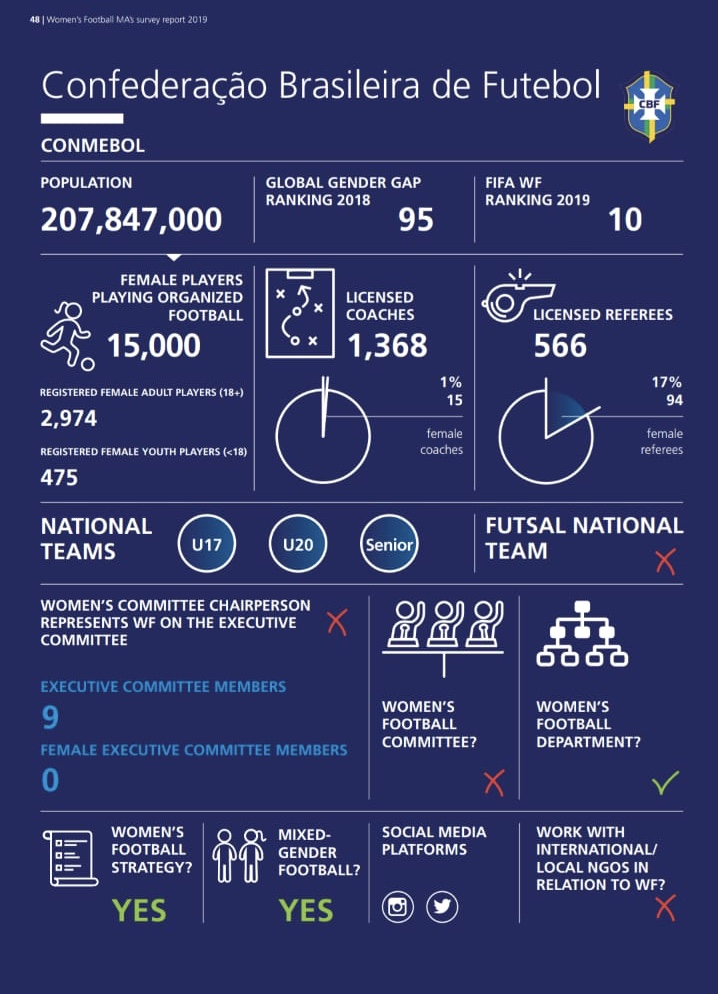 48 | Women's Football MA's survey report 2019
Confederação Brasileira de Futebol
CBF
CONMEBOL
POPULATION
207,847,000
GLOBAL GENDER GAP
RANKING 2018
95
FIFA WF
RANKING 2019
10
FEMALE PLAYERS
PLAYING ORGANIZED
FOOTBALL
15,000
REGISTERED FEMALE ADULT PLAYERS (18+)
2,974
REGISTERED FEMALE YOUTH PLAYERS (<18)
475
LICENSED
COACHES
1,368
1%
15
female
coaches
LICENSED REFEREES
566
17%
94
female
referees
NATIONAL
TEAMS
U17
U20
Senior
FUTSAL NATIONAL
TEAM
WOMEN'S COMMITTEE CHAIRPERSON
REPRESENTS WF ON THE EXECUTIVE
COMMITTEE
EXECUTIVE COMMITTEE MEMBERS
9
FEMALE EXECUTIVE COMMITTEE MEMBERS
0
WOMEN'S
FOOTBALL
COMMITTEE?
WOMEN'S
FOOTBALL
DEPARTMENT?
WOMEN'S
FOOTBALL
STRATEGY?
YES
MIXED-
GENDER
FOOTBALL?
YES
SOCIAL MEDIA
PLATFORMS
WORK WITH
INTERNATIONAL/
LOCAL NGOS IN
RELATION TO WF?